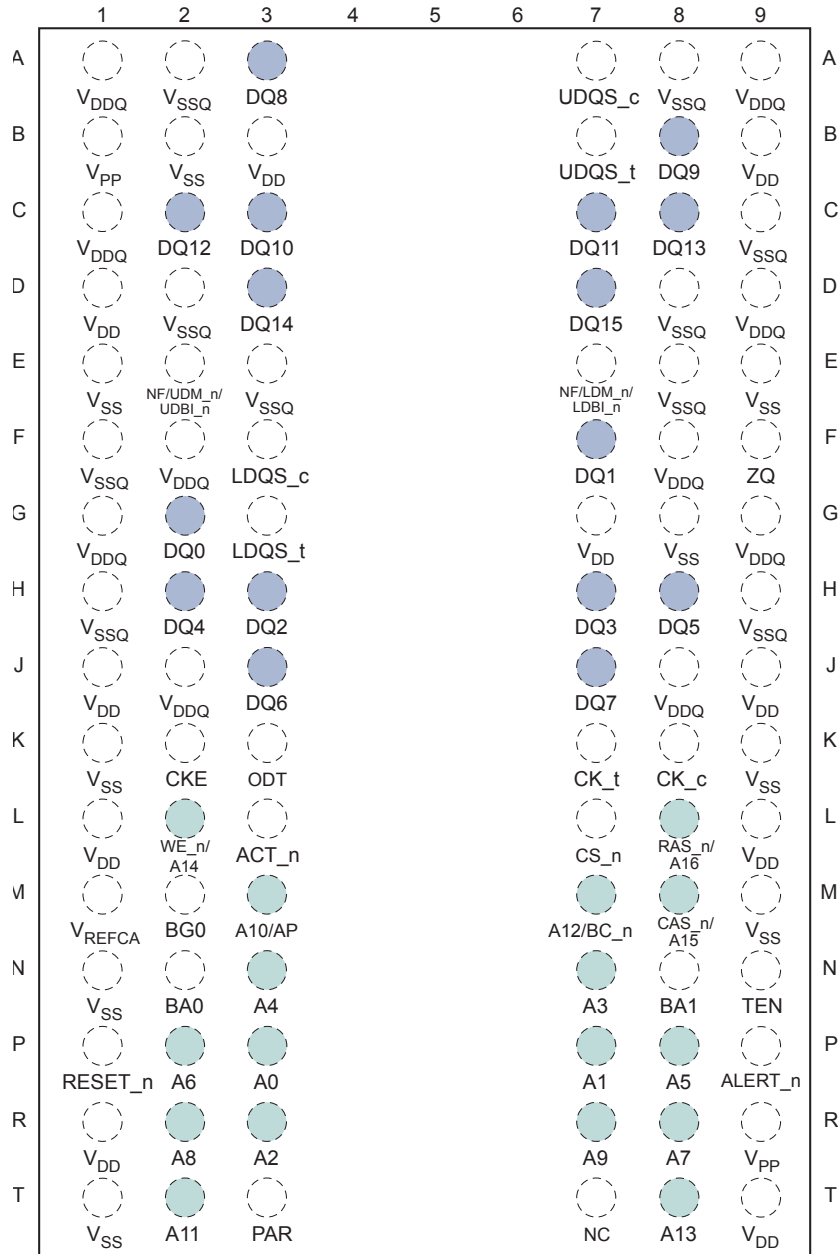 1 2 3 4 5 6 7 8 9
A A
VDDQ VSSQ DQ8 UDQS_c VSSQ VDDQ
B B
VPP VSS VDD UDQS_t DQ9 VDD
C C
VDDQ DQ12 DQ10 DQ11 DQ13 VSSQ
D D
VDD VSSQ DQ14 DQ15 VSSQ VDDQ
E E
VSS NF/UDM_n/ UDBI_n VSSQ NF/LDM_n/ LDBI_n VSSQ VSS
F F
VSSQ VDDQ LDQS_c DQ1 VDDQ ZQ
G G
VDDQ DQ0 LDQS_t VDD VSS VDDQ
H H
VSSQ DQ4 DQ2 DQ3 DQ5 VSSQ
J J
VDD VDDQ DQ6 DQ7 VDDQ VDD
K K
VSS CKE ODT CK_t CK_c VSS
L L
VDD WE_n/ A14 ACT_n CS_n RAS_n/ A16 VDD
M M
VREFCA BG0 A10/AP A12/BC_n CAS_n/ A15 VSS
N N
VSS BA0 A4 A3 BA1 TEN
P P
RESET_n A6 A0 A1 A5 ALERT_n
R R
VDD A8 A2 A9 A7 VPP
T T
VSS A11 PAR NC A13 VDD